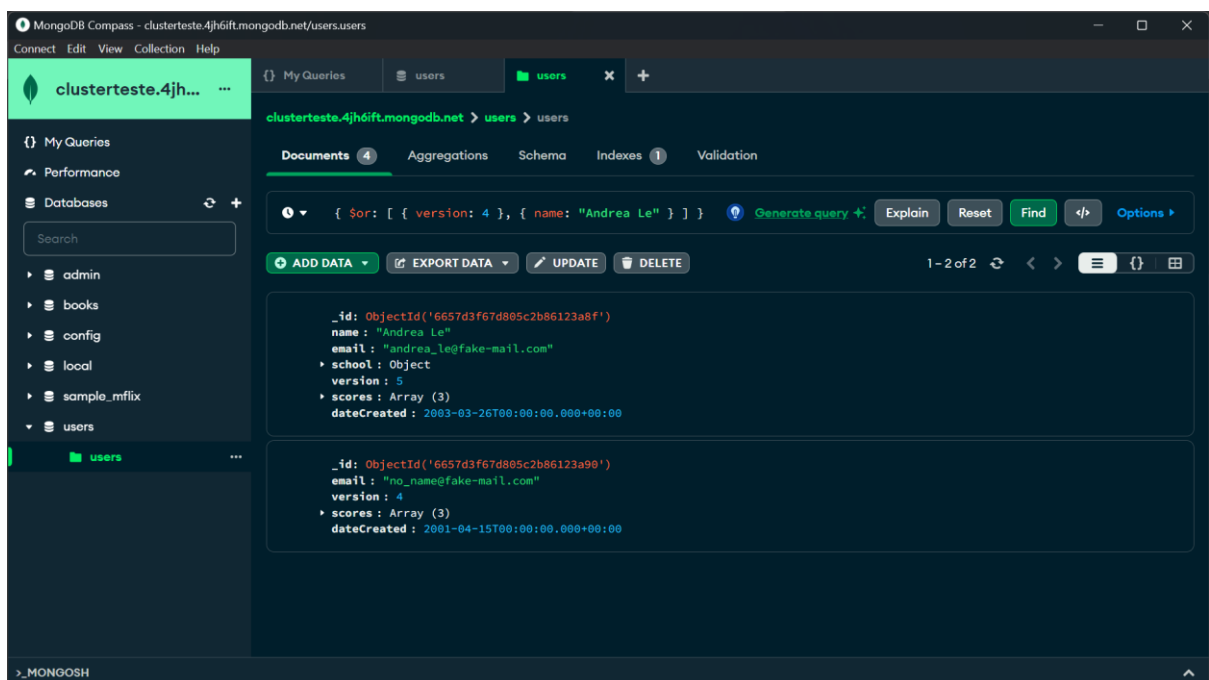 MongoDB Compass - clusterteste.4jh6ift.mongodb.net/users.users
Connect Edit View Collection Help
clusterteste.4jh... ...
{} My Queries
Performance
Databases
Search
admin
books
config
local
sample_mflix
users
users ...
{} My Queries users users
clusterteste.4jh6ift.mongodb.net > users > users
Documents 4 Aggregations Schema Indexes 1 Validation
{ $or: [ { version: 4 }, { name: "Andrea Le" } ] } Generate query Explain Reset Find </> Options
ADD DATA EXPORT DATA UPDATE DELETE 1-2 of 2 {}
_id: ObjectId('6657d3f67d805c2b86123a8f')
name : "Andrea Le"
email : "andrea_le@fake-mail.com"
school : Object
version : 5
scores : Array (3)
dateCreated : 2003-03-26T00:00:00.000+00:00
_id: ObjectId('6657d3f67d805c2b86123a90')
email : "no_name@fake-mail.com"
version : 4
scores : Array (3)
dateCreated : 2001-04-15T00:00:00.000+00:00
>_MONGOSH